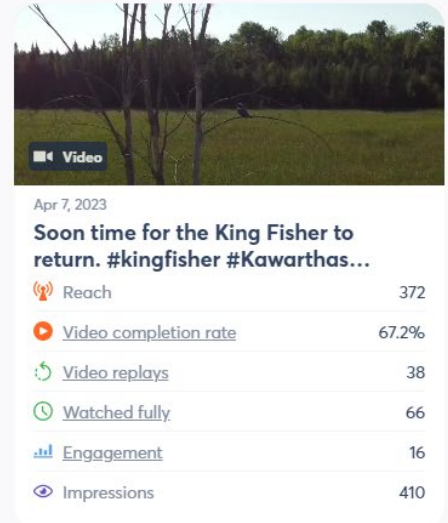 Video
Apr 7, 2023
Soon time for the King Fisher to
return. #kingfisher #Kawarthas...
Reach 372
Video completion rate 67.2%
Video replays 38
Watched fully 66
Engagement 16
Impressions 410